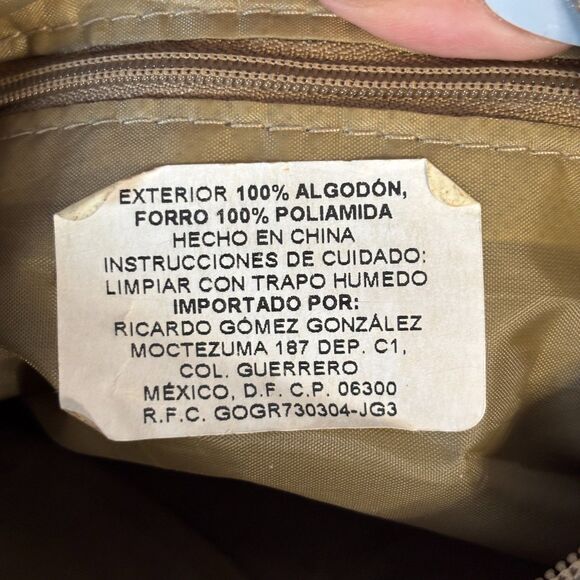 EXTERIOR 100% ALGODÓN,
FORRO 100% POLIAMIDA
HECHO EN CHINA
INSTRUCCIONES DE CUIDADO:
LIMPIAR CON TRAPO HUMEDO
IMPORTADO POR:
RICARDO GÓMEZ GONZÁLEZ
MOCTEZUMA 187 DEP. C1,
COL. GUERRERO
MÉXICO, D.F. C.P. 06300
R.F.C. GOGR730304-JG3